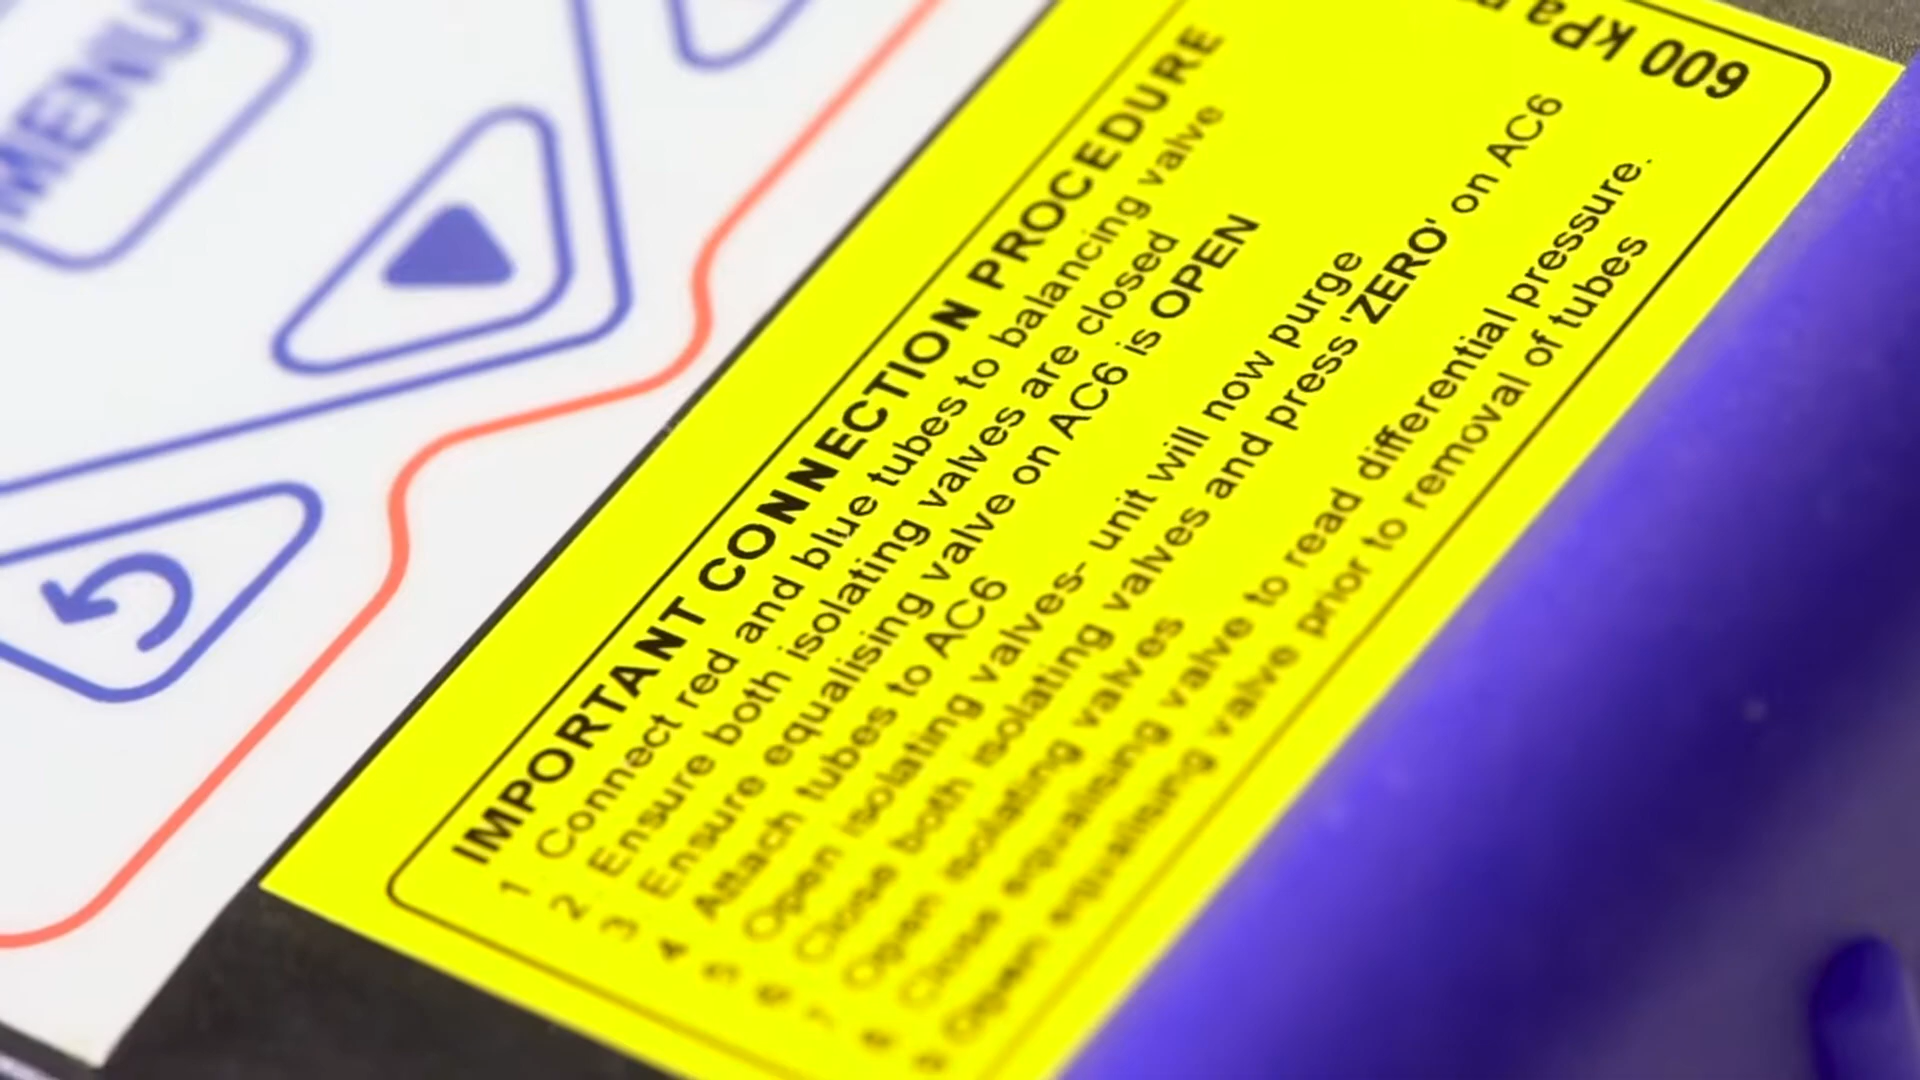 MENU
600 kPa
IMPORTANT CONNECTION PROCEDURE
1 Connect red and blue tubes to balancing valve
2 Ensure both isolating valves are closed
3 Ensure equalising valve on AC6 is OPEN
4 Attach tubes to AC6
5 Open isolating valves- unit will now purge
6 Close both isolating valves and press 'ZERO' on AC6
7 Open isolating valves
8 Close equalising valve to read differential pressure.
9 Open equalising valve prior to removal of tubes